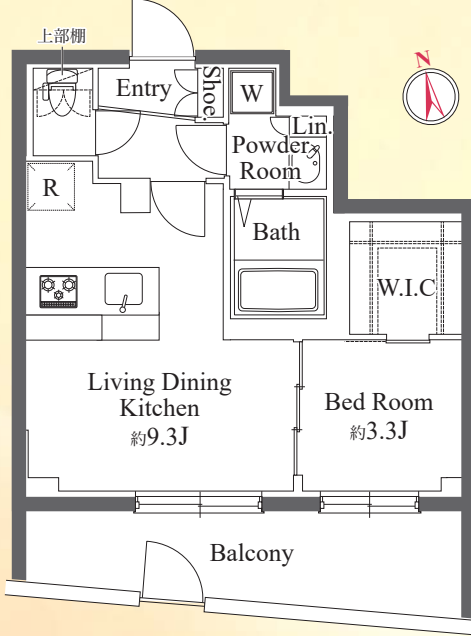 上部棚
N
Entry
Shoe.
W
Lin.
Powder
Room
R
Bath
W.I.C
Living Dining
Kitchen
約9.3J
Bed Room
約3.3J
Balcony